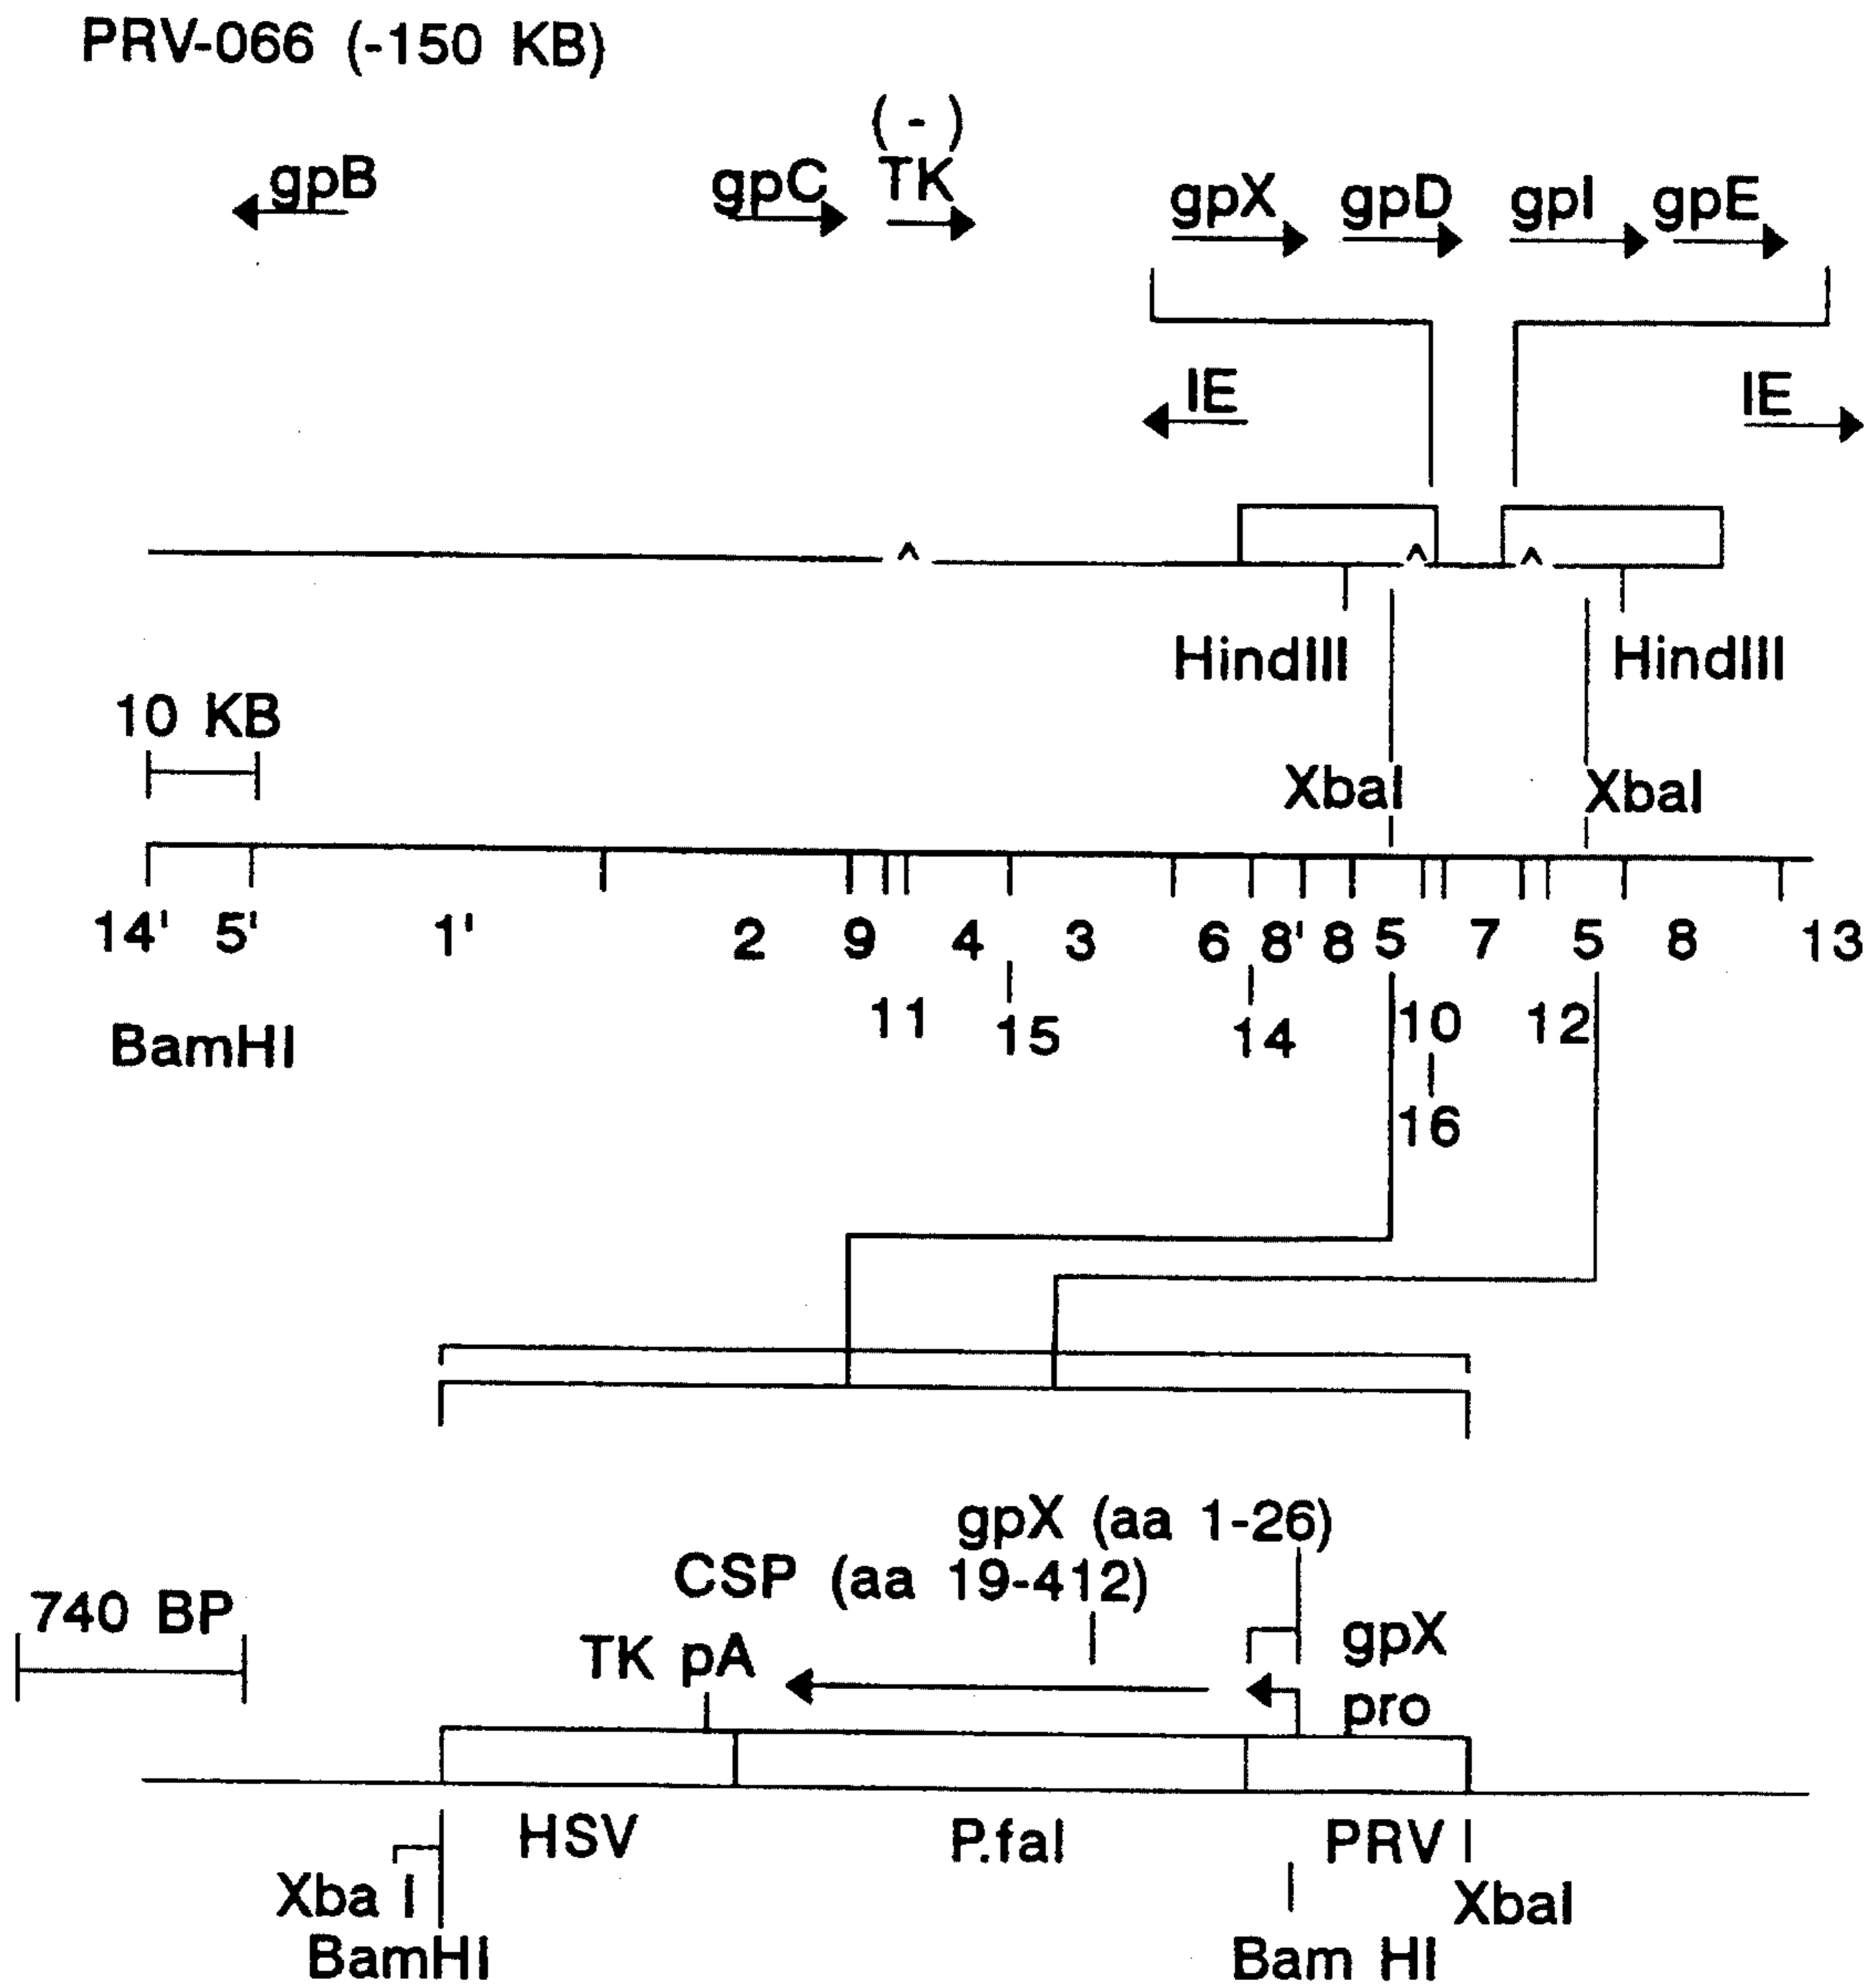 PRV-066 (-150 KB)
(-)
gpB gpC TK
gpX gpD gpI gpE
IE IE
HindIII HindIII
10 KB
XbaI XbaI
14' 5' 1' 2 9 4 3 6 8' 8 5 7 5 8 13
11 15 14 10 12
BamHI
16
gpX (aa 1-26)
CSP (aa 19-412)
740 BP
TK pA
gpX
pro
HSV P.fal PRV
Xba I XbaI
BamHI Bam HI